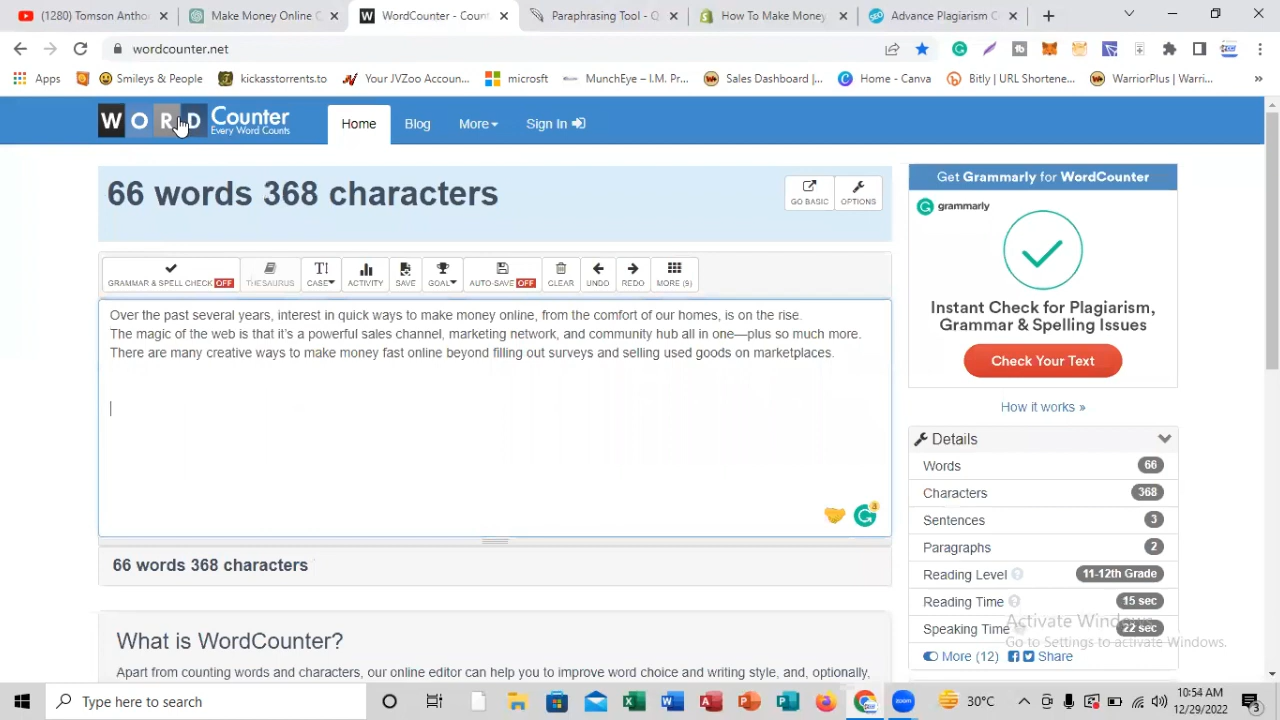 (1280) Tomson Antho
Make Money Online C
WordCounter - Count
Paraphrasing Tool - Q
How To Make Money
Advance Plagiarism C
wordcounter.net
Apps
Smileys & People
kickasstorrents.to
Your JVZoo Accoun...
microsft
MunchEye – I.M. Pr...
Sales Dashboard |...
Home - Canva
Bitly | URL Shortene...
WarriorPlus | Warri...
WORD Counter
Every Word Counts
Home
Blog
More
Sign In
66 words 368 characters
GO BASIC
OPTIONS
GRAMMAR & SPELL CHECK OFF
THESAURUS
CASE
ACTIVITY
SAVE
GOAL
AUTO-SAVE OFF
CLEAR
UNDO
REDO
MORE (9)
Over the past several years, interest in quick ways to make money online, from the comfort of our homes, is on the rise.
The magic of the web is that it's a powerful sales channel, marketing network, and community hub all in one—plus so much more.
There are many creative ways to make money fast online beyond filling out surveys and selling used goods on marketplaces.
3
66 words 368 characters
What is WordCounter?
Apart from counting words and characters, our online editor can help you to improve word choice and writing style, and, optionally,
Get Grammarly for WordCounter
grammarly
Instant Check for Plagiarism,
Grammar & Spelling Issues
Check Your Text
How it works »
Details
Words 66
Characters 368
Sentences 3
Paragraphs 2
Reading Level 11-12th Grade
Reading Time 15 sec
Speaking Time 22 sec
More (12) Share
Activate Windows
Go to Settings to activate Windows.
Type here to search
30°C
10:54 AM
12/29/2022
3